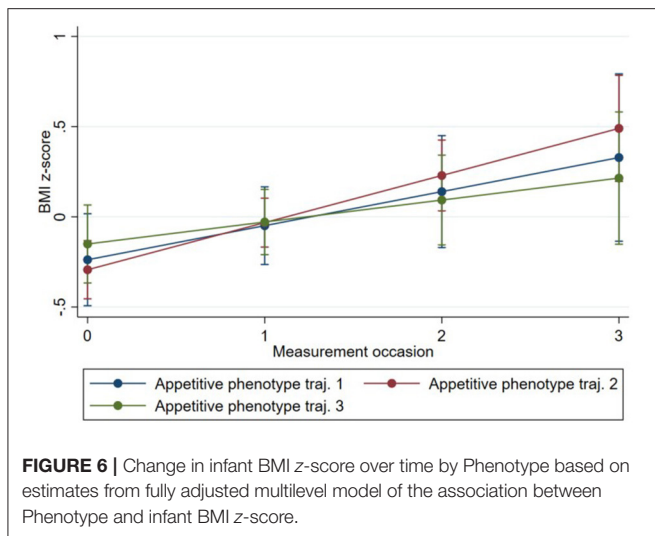 1
.5
0
-.5
BMI z-score
0 1 2 3
Measurement occasion
Appetitive phenotype traj. 1 Appetitive phenotype traj. 2
Appetitive phenotype traj. 3
FIGURE 6 | Change in infant BMI z-score over time by Phenotype based on
estimates from fully adjusted multilevel model of the association between
Phenotype and infant BMI z-score.